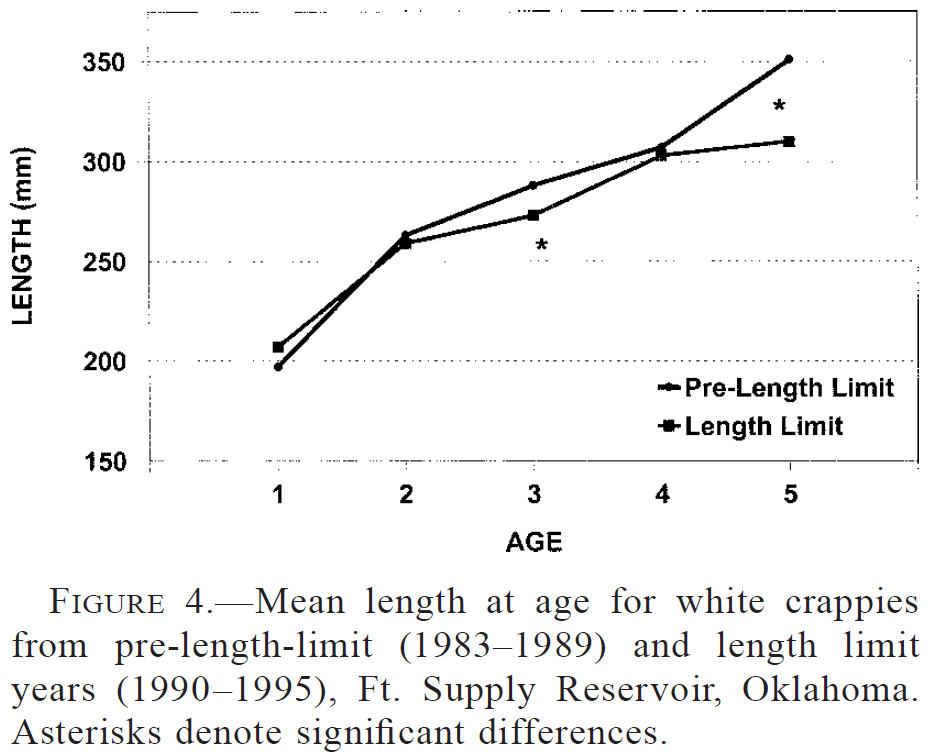 350
300
250
200
150
LENGTH (mm)
*
*
Pre-Length Limit
Length Limit
1 2 3 4 5
AGE
FIGURE 4.—Mean length at age for white crappies
from pre-length-limit (1983–1989) and length limit
years (1990–1995), Ft. Supply Reservoir, Oklahoma.
Asterisks denote significant differences.